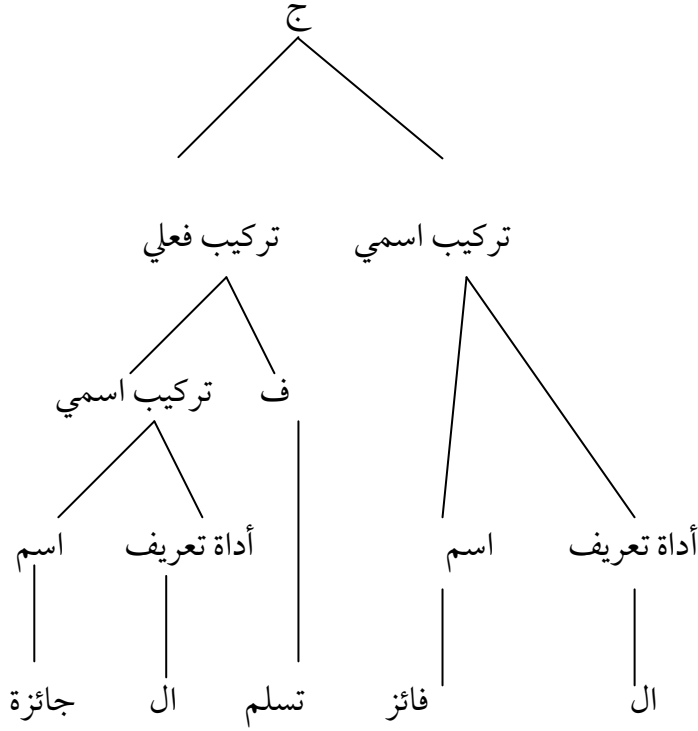 ج
تركيب اسمي تركيب فعلي
ف تركيب اسمي
أداة تعريف اسم أداة تعريف اسم
ال فائز تسلم ال جائزة